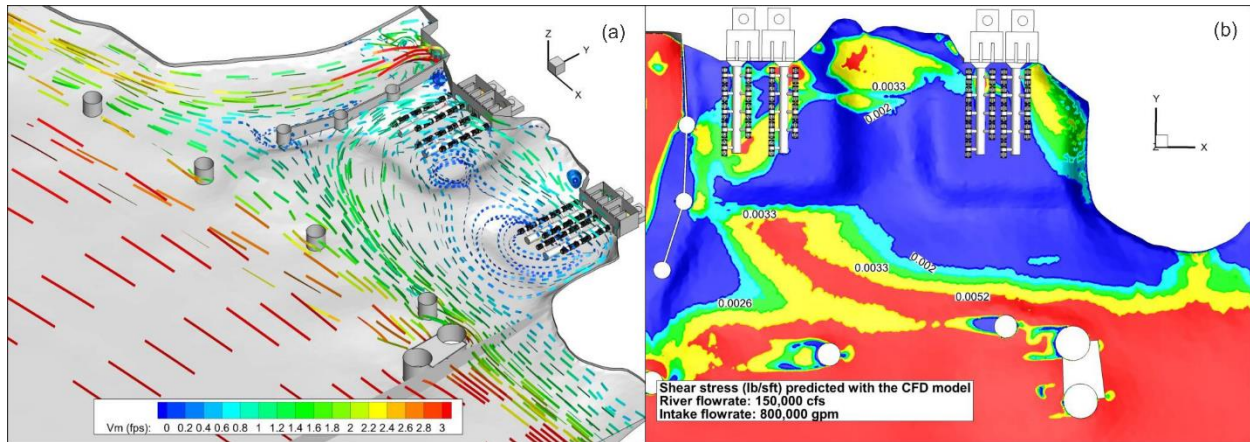 (a)
Z
Y
X
Vm (fps): 0 0.2 0.4 0.6 0.8 1 1.2 1.4 1.6 1.8 2 2.2 2.4 2.6 2.8 3
(b)
0.0033
0.002
Y
Z X
0.0033
0.0033
0.002
0.0052
0.0026
Shear stress (lb/sft) predicted with the CFD model
River flowrate: 150,000 cfs
Intake flowrate: 800,000 gpm